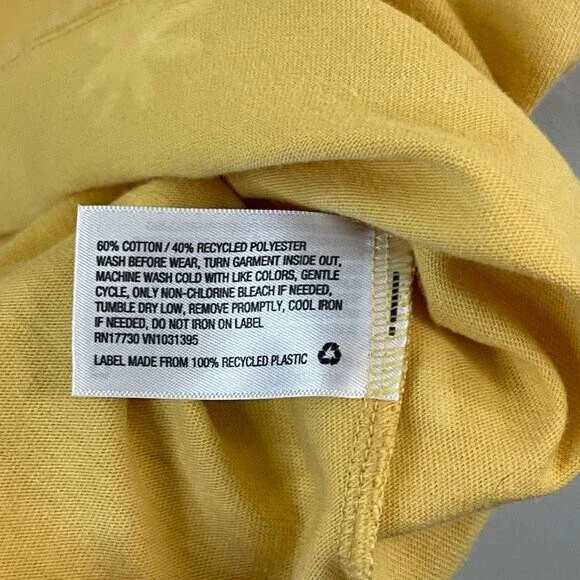 60% COTTON / 40% RECYCLED POLYESTER
WASH BEFORE WEAR, TURN GARMENT INSIDE OUT,
MACHINE WASH COLD WITH LIKE COLORS, GENTLE
CYCLE, ONLY NON-CHLORINE BLEACH IF NEEDED,
TUMBLE DRY LOW, REMOVE PROMPTLY, COOL IRON
IF NEEDED, DO NOT IRON ON LABEL
RN17730 VN1031395
LABEL MADE FROM 100% RECYCLED PLASTIC